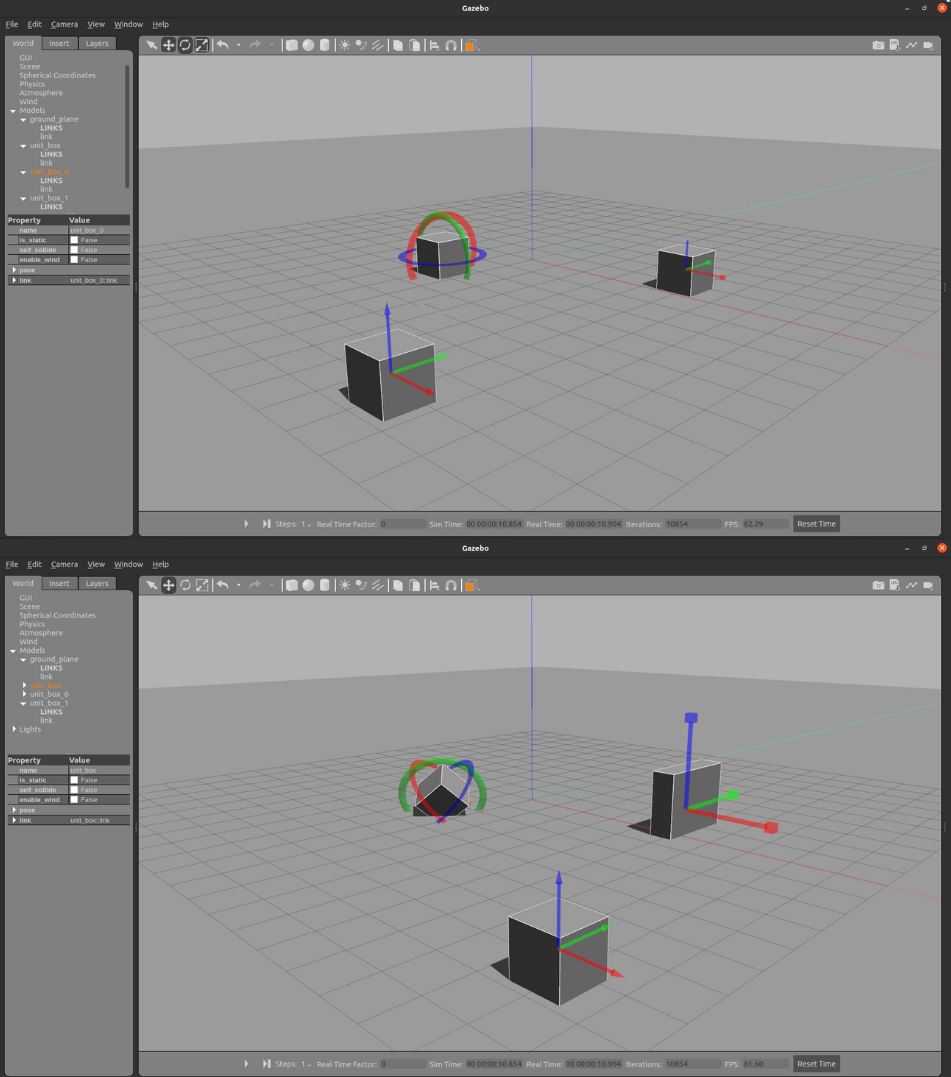 Gazebo
File Edit Camera View Window Help
World Insert Layers
GUI
Scene
Spherical Coordinates
Physics
Atmosphere
Wind
Models
ground_plane
LINKS
link
unit_box
LINKS
link
unit_box_0
LINKS
link
unit_box_1
LINKS
Property Value
name unit_box_0
is_static False
self_collide False
enable_wind False
pose
link unit_box_0::link
Steps: 1 Real Time Factor: 0 Sim Time: 00 00:00:10.854 Real Time: 00 00:00:10.904 Iterations: 10854 FPS: 62.29 Reset Time
Gazebo
File Edit Camera View Window Help
World Insert Layers
GUI
Scene
Spherical Coordinates
Physics
Atmosphere
Wind
Models
ground_plane
LINKS
link
unit_box
unit_box_0
unit_box_1
LINKS
link
Lights
Property Value
name unit_box
is_static False
self_collide False
enable_wind False
pose
link unit_box::link
Steps: 1 Real Time Factor: 0 Sim Time: 00 00:00:10.854 Real Time: 00 00:00:10.904 Iterations: 10854 FPS: 61.60 Reset Time